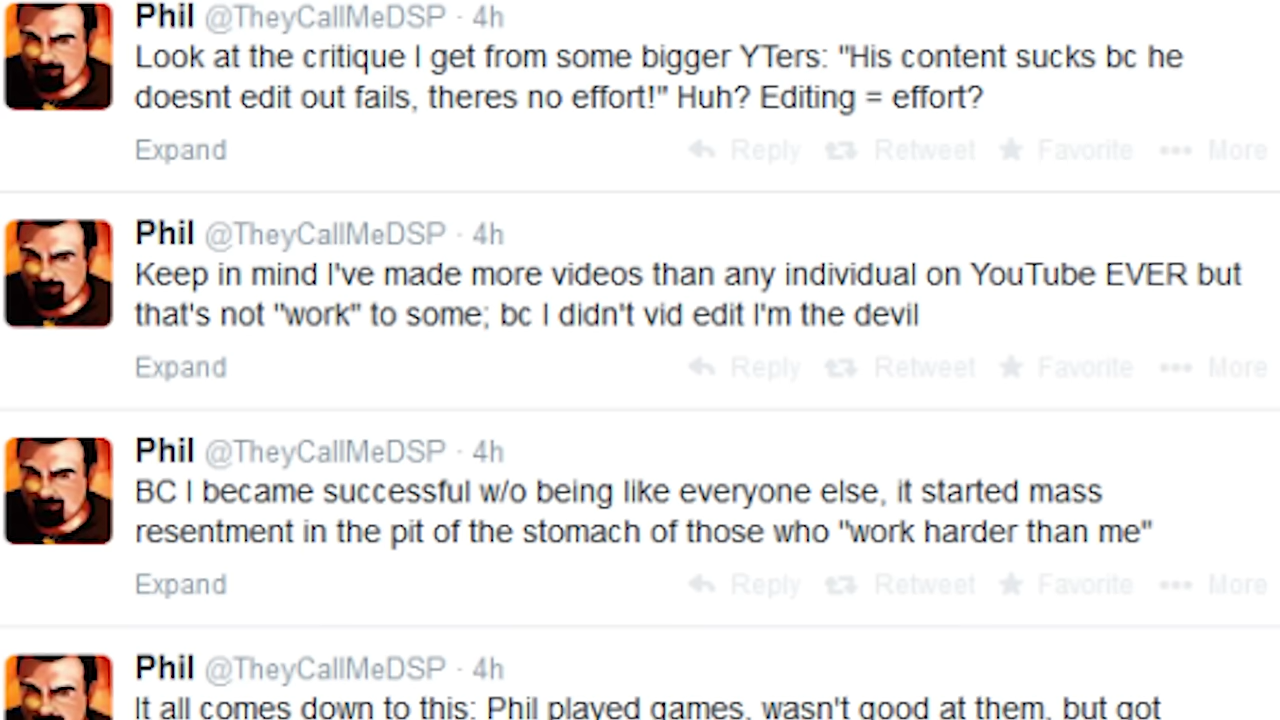 Phil @TheyCallMeDSP · 4h
Look at the critique I get from some bigger YTers: "His content sucks bc he
doesnt edit out fails, theres no effort!" Huh? Editing = effort?
Expand Reply Retweet Favorite More
Phil @TheyCallMeDSP · 4h
Keep in mind I've made more videos than any individual on YouTube EVER but
that's not "work" to some; bc I didn't vid edit I'm the devil
Expand Reply Retweet Favorite More
Phil @TheyCallMeDSP · 4h
BC I became successful w/o being like everyone else, it started mass
resentment in the pit of the stomach of those who "work harder than me"
Expand Reply Retweet Favorite More
Phil @TheyCallMeDSP · 4h
It all comes down to this: Phil played games, wasn't good at them, but got